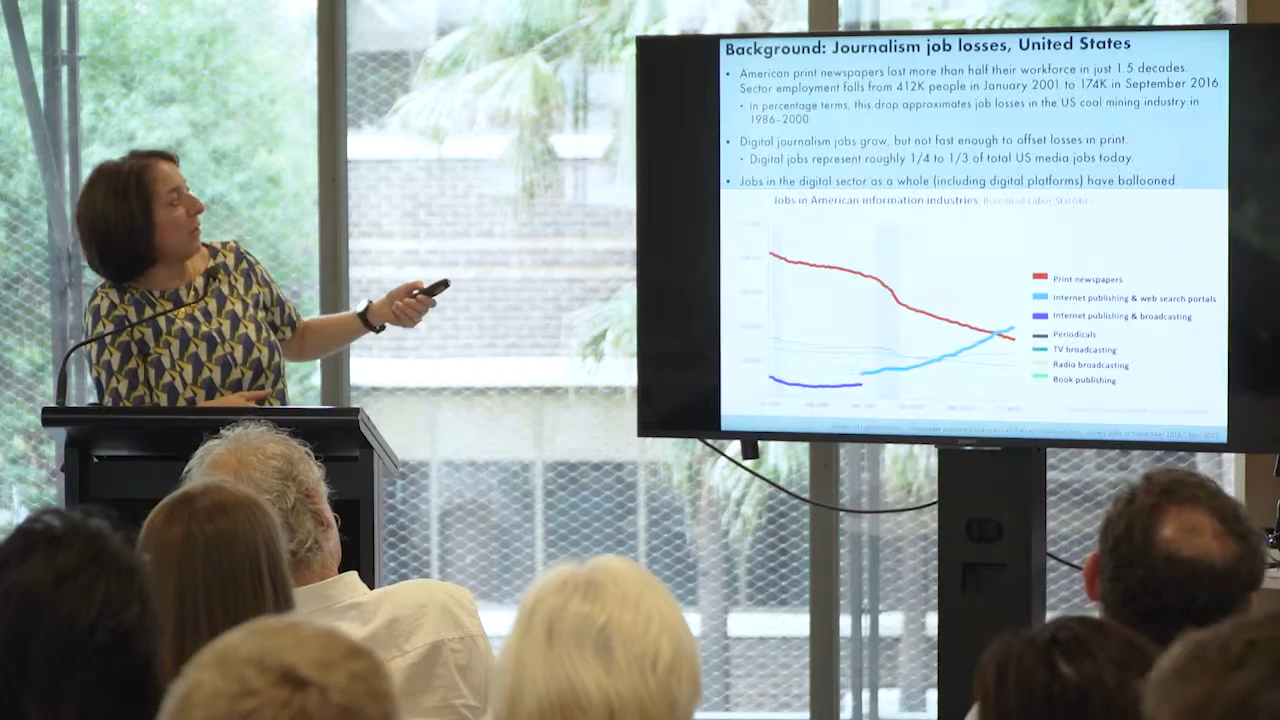 Background: Journalism job losses, United States
• American print newspapers lost more than half their workforce in just 1.5 decades.
Sector employment falls from 412K people in January 2001 to 174K in September 2016.
• in percentage terms, this drop approximates job losses in the US coal mining industry in
1986-2000
• Digital journalism jobs grow, but not fast enough to offset losses in print.
• Digital jobs represent roughly 1/4 to 1/3 of total US media jobs today
• Jobs in the digital sector as a whole (including digital platforms) have ballooned.
Jobs in American information industries, Bureau of Labor Statistics
Print newspapers
Internet publishing & web search portals
Internet publishing & broadcasting
Periodicals
TV broadcasting
Radio broadcasting
Book publishing